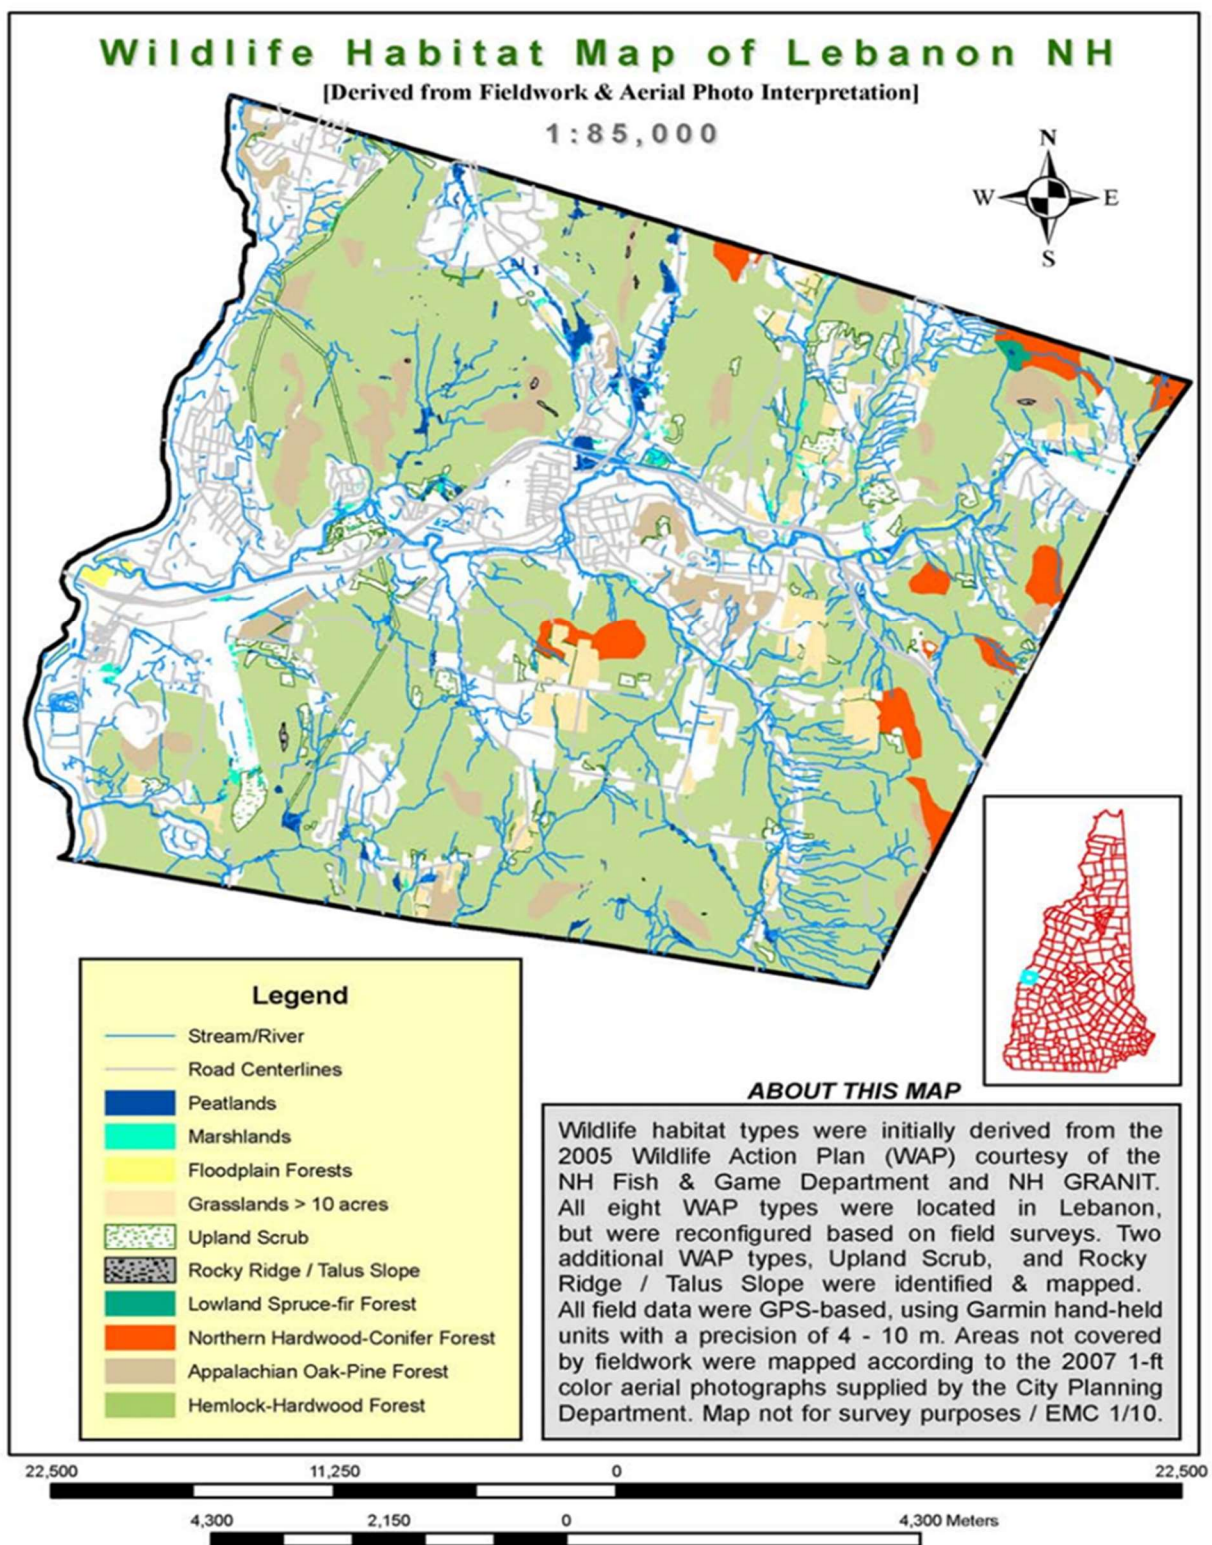 Wildlife Habitat Map of Lebanon NH
[Derived from Fieldwork & Aerial Photo Interpretation]
1:85,000
N
W E
S
Legend
Stream/River
Road Centerlines
Peatlands
Marshlands
Floodplain Forests
Grasslands > 10 acres
Upland Scrub
Rocky Ridge / Talus Slope
Lowland Spruce-fir Forest
Northern Hardwood-Conifer Forest
Appalachian Oak-Pine Forest
Hemlock-Hardwood Forest
ABOUT THIS MAP
Wildlife habitat types were initially derived from the
2005 Wildlife Action Plan (WAP) courtesy of the
NH Fish & Game Department and NH GRANIT.
All eight WAP types were located in Lebanon,
but were reconfigured based on field surveys. Two
additional WAP types, Upland Scrub, and Rocky
Ridge / Talus Slope were identified & mapped.
All field data were GPS-based, using Garmin hand-held
units with a precision of 4 - 10 m. Areas not covered
by fieldwork were mapped according to the 2007 1-ft
color aerial photographs supplied by the City Planning
Department. Map not for survey purposes / EMC 1/10.
22,500 11,250 0 22,500
4,300 2,150 0 4,300 Meters